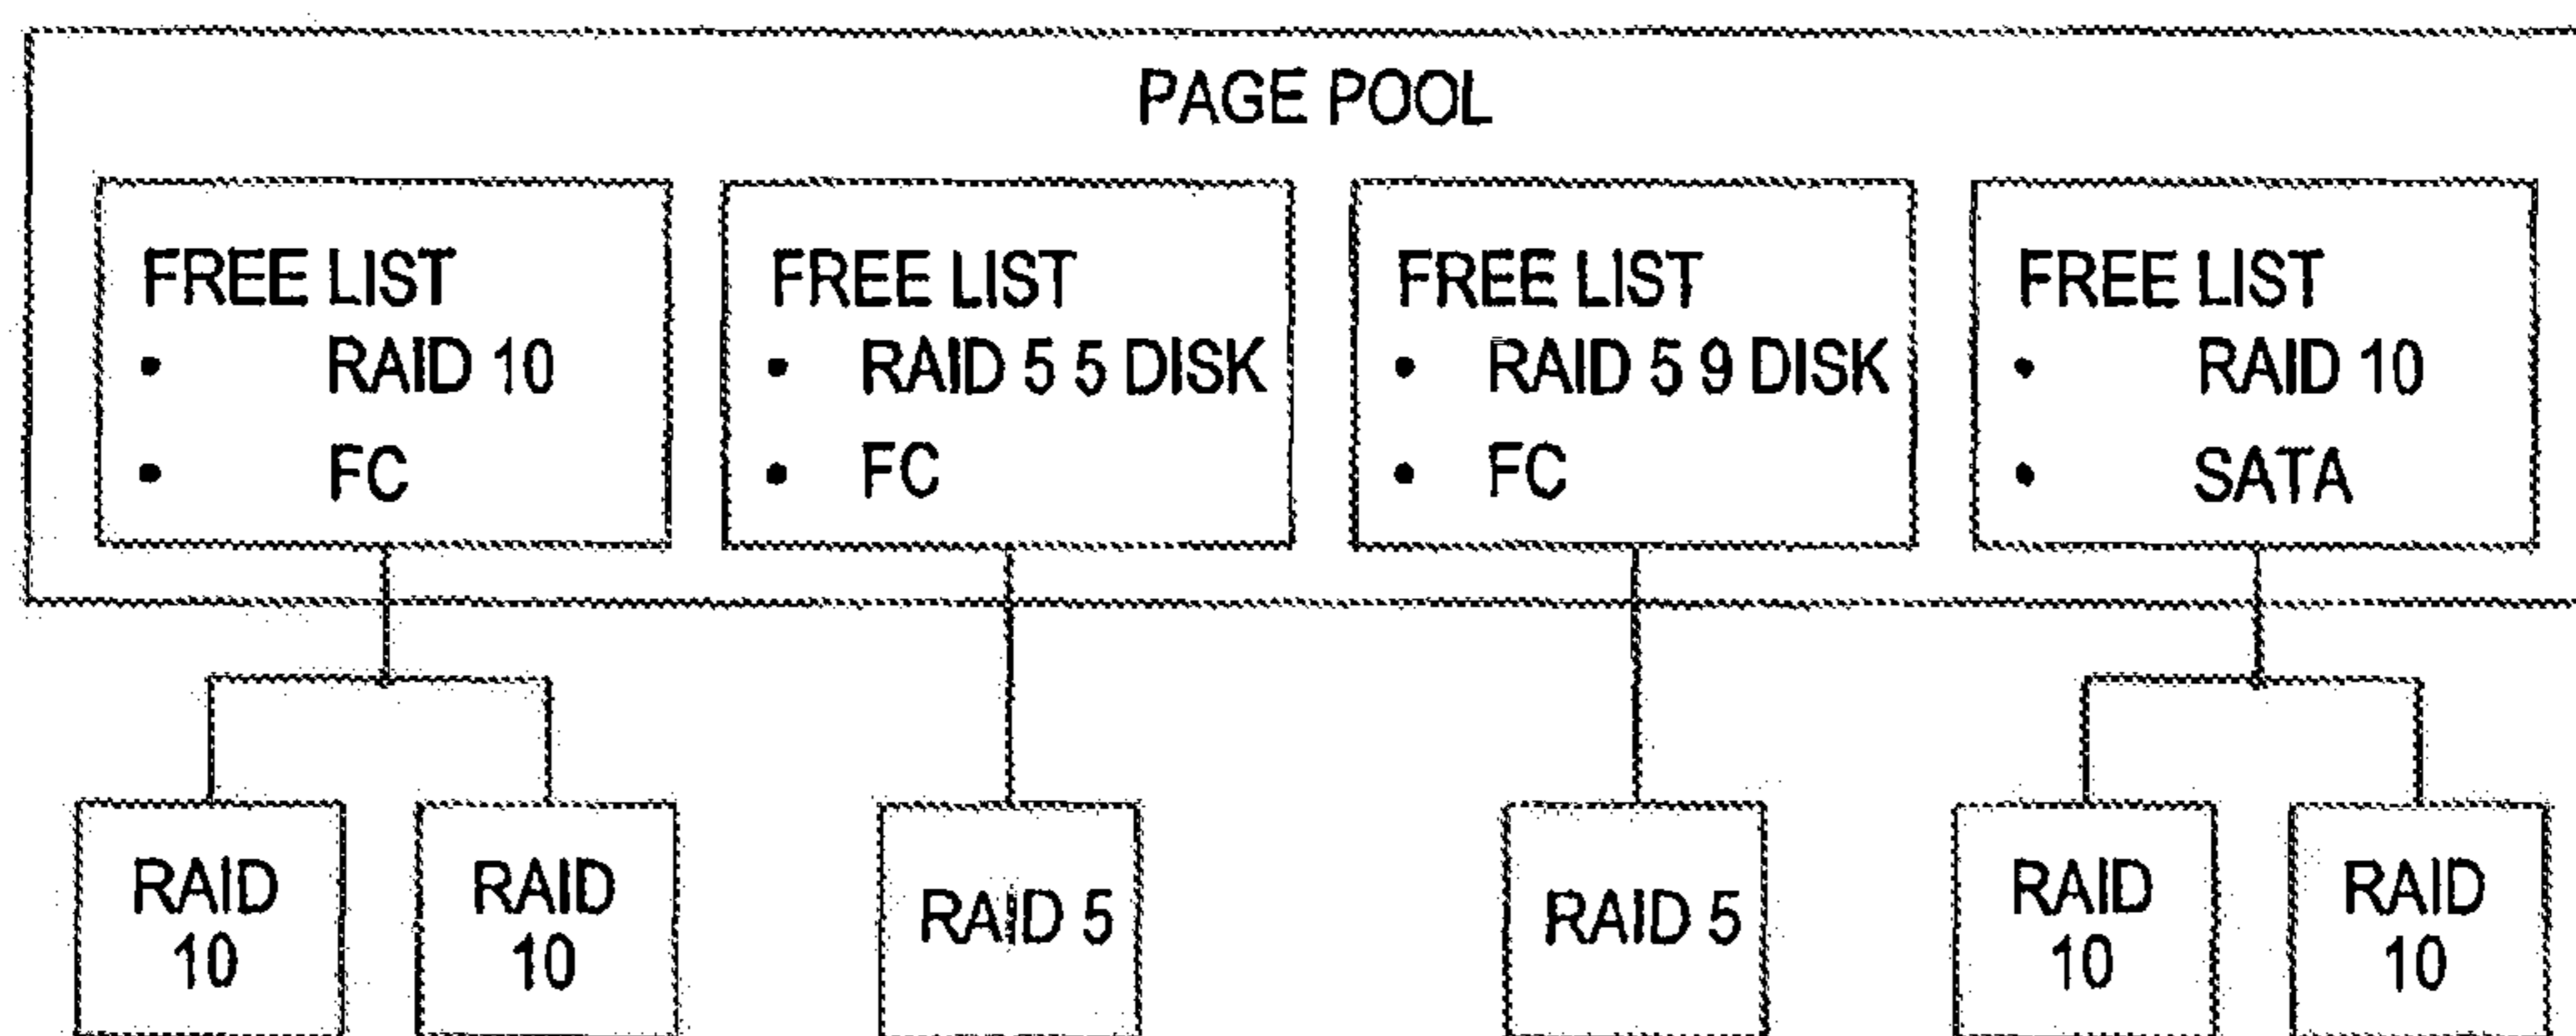 PAGE POOL
FREE LIST
• RAID 10
• FC
FREE LIST
• RAID 5 5 DISK
• FC
FREE LIST
• RAID 5 9 DISK
• FC
FREE LIST
• RAID 10
• SATA
RAID
10
RAID
10
RAID 5
RAID 5
RAID
10
RAID
10